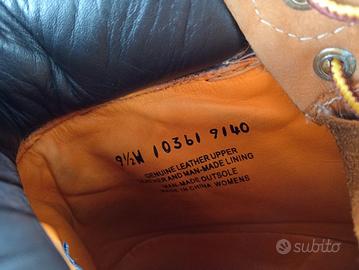 9½W 10361 9140
GENUINE LEATHER UPPER
LEATHER AND MAN-MADE LINING
MAN-MADE OUTSOLE
MADE IN CHINA WOMENS
subito